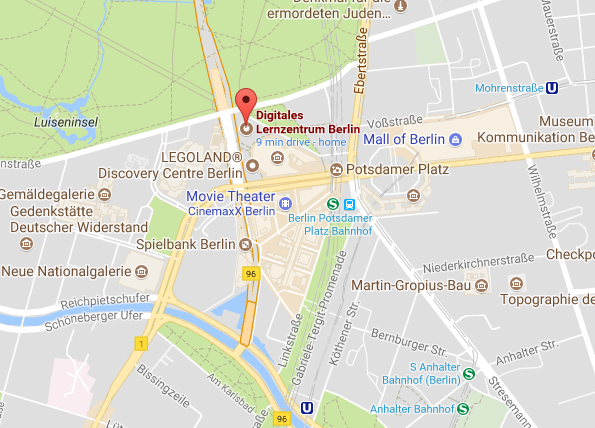 Denkmal für die
ermordeten Juden...
Mauerstraße
Ebertstraße
Mohrenstraße U
Luiseninsel
Digitales
Lernzentrum Berlin
9 min drive - home
Voßstraße
Mall of Berlin
Museum
Kommunikation Be
LEGOLAND®
Discovery Centre Berlin
Potsdamer Platz
Wilhelmstraße
Gemäldegalerie
Gedenkstätte
Deutscher Widerstand
Movie Theater
CinemaxX Berlin
S
Berlin Potsdamer
Platz Bahnhof
Spielbank Berlin
Checkpo
Neue Nationalgalerie
96
Niederkirchnerstraße
Martin-Gropius-Bau
Topographie de
Reichpietschufer
Schöneberger Ufer
1
Linkstraße
Gabriele-Tergit-Promenade
Köthener Str.
Bernburger Str.
Anhalter Str.
Stresemann
Bissingzeile
Am Karlsbad
S Anhalter
Bahnhof (Berlin) S
96
U
Anhalter Bahnhof S
Lüt